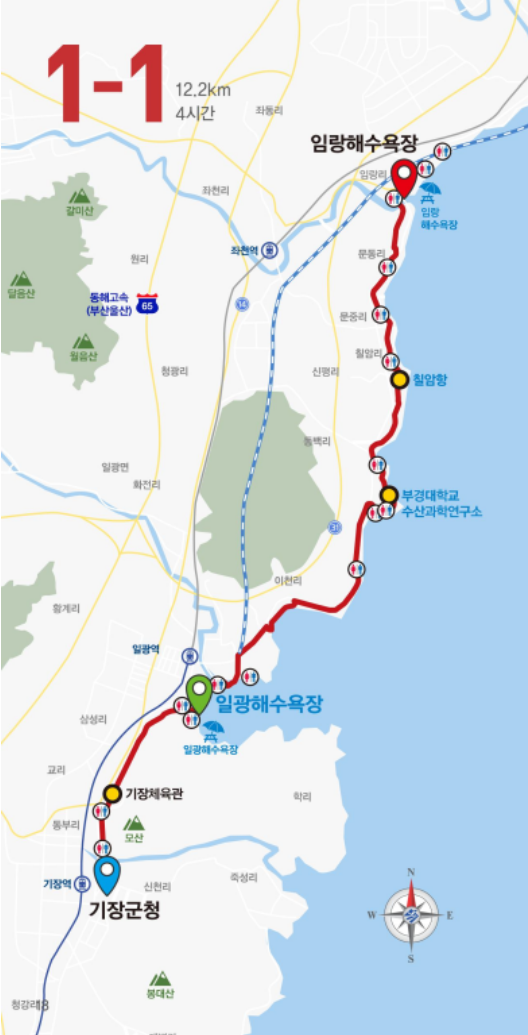 1-1
12.2km
4시간
좌동리
임랑해수욕장
임랑리
좌천리
임랑
해수욕장
갈미산
좌천역
문동리
원리
달음산
동해고속
(부산울산)
65
14
문중리
월음산
칠암리
청광리
신평리
칠암항
동백리
일광면
화전리
부경대학교
수산과학연구소
31
이천리
횡계리
일광역
일광해수욕장
삼성리
일광해수욕장
교리
기장체육관
학리
동부리
모산
죽성리
기장역
신천리
기장군청
N
W
E
S
봉대산
청강리